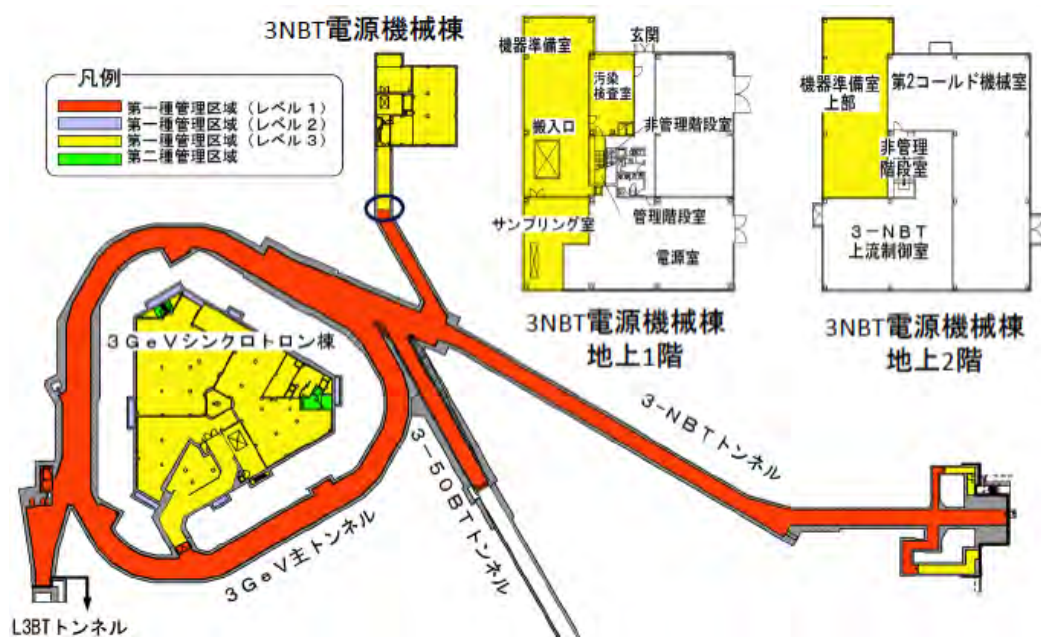 3NBT電源機械棟
凡例
第一種管理区域（レベル１）
第一種管理区域（レベル２）
第一種管理区域（レベル３）
第二種管理区域
機器準備室
玄関
汚染
検査室
非管理階段室
搬入口
管理階段室
サンプリング室
電源室
3NBT電源機械棟
地上1階
機器準備室
上部
第2コールド機械室
非管理
階段室
３－NBT
上流制御室
3NBT電源機械棟
地上2階
３GeVシンクロトロン棟
３－NBTトンネル
３－５０BTトンネル
３GeV主トンネル
L3BTトンネル